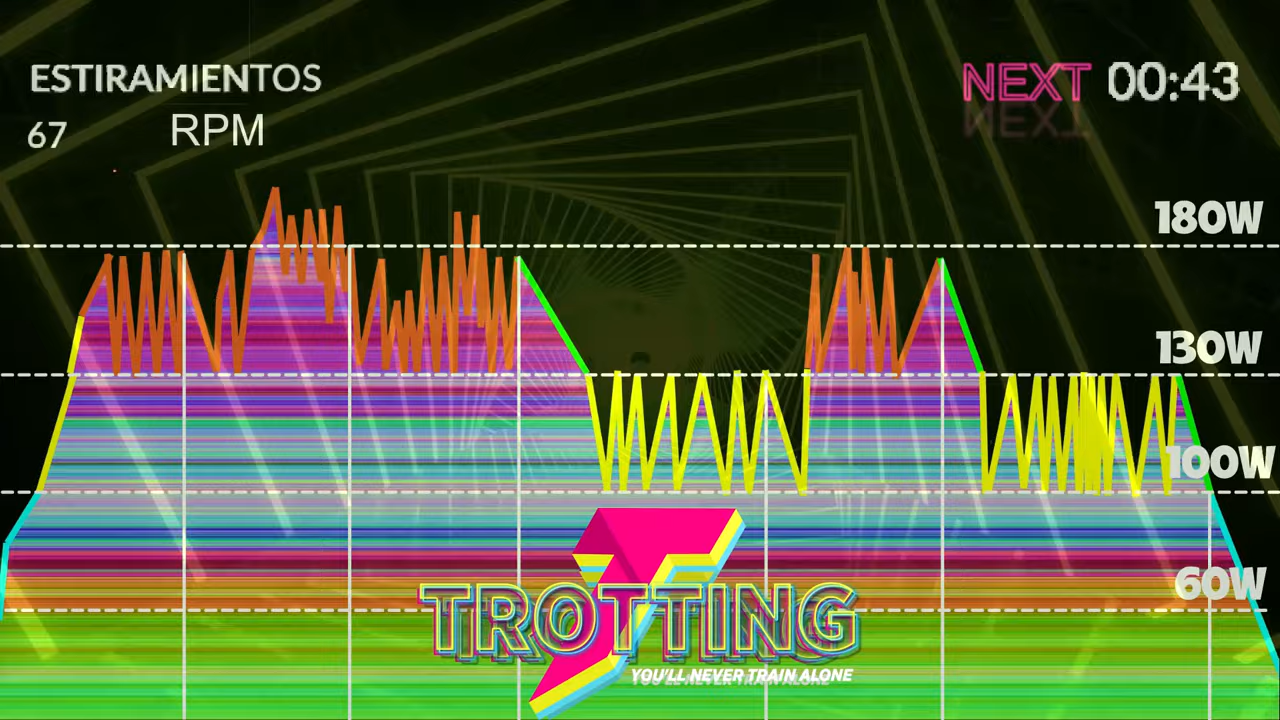 ESTIRAMIENTOS
67 RPM
NEXT 00:43
180W
130W
100W
60W
TROTTING
YOU'LL NEVER TRAIN ALONE